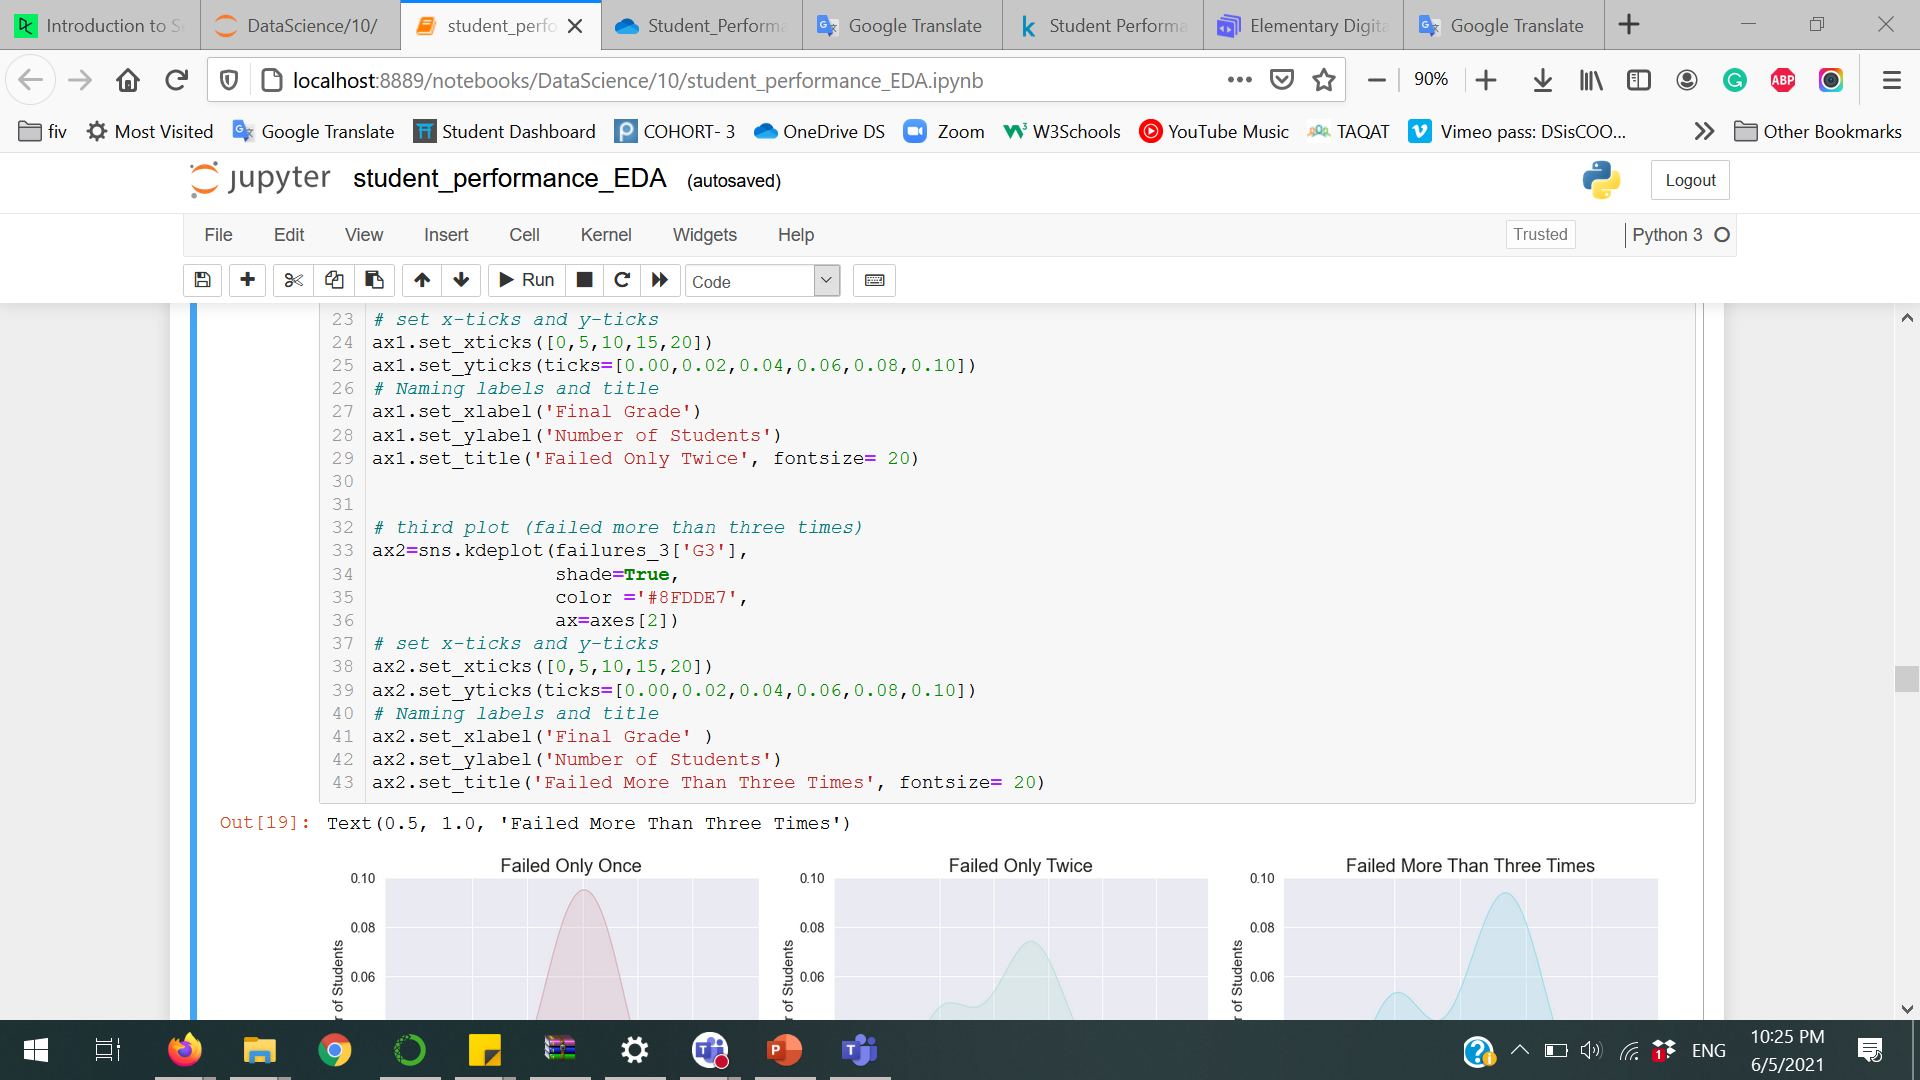 Introduction to S
DataScience/10/
student_perfo
Student_Performa
Google Translate
Student Performa
Elementary Digita
Google Translate
localhost:8889/notebooks/DataScience/10/student_performance_EDA.ipynb
90%
ABP
fiv
Most Visited
Google Translate
Student Dashboard
COHORT- 3
OneDrive DS
Zoom
W3Schools
YouTube Music
TAQAT
Vimeo pass: DSisCOO...
Other Bookmarks
jupyter
student_performance_EDA
(autosaved)
Logout
File
Edit
View
Insert
Cell
Kernel
Widgets
Help
Trusted
Python 3
Run
Code
23 # set x-ticks and y-ticks
24 ax1.set_xticks([0,5,10,15,20])
25 ax1.set_yticks(ticks=[0.00,0.02,0.04,0.06,0.08,0.10])
26 # Naming labels and title
27 ax1.set_xlabel('Final Grade')
28 ax1.set_ylabel('Number of Students')
29 ax1.set_title('Failed Only Twice', fontsize= 20)
30
31
32 # third plot (failed more than three times)
33 ax2=sns.kdeplot(failures_3['G3'],
34 shade=True,
35 color ='#8FDDE7',
36 ax=axes[2])
37 # set x-ticks and y-ticks
38 ax2.set_xticks([0,5,10,15,20])
39 ax2.set_yticks(ticks=[0.00,0.02,0.04,0.06,0.08,0.10])
40 # Naming labels and title
41 ax2.set_xlabel('Final Grade' )
42 ax2.set_ylabel('Number of Students')
43 ax2.set_title('Failed More Than Three Times', fontsize= 20)
Out[19]: Text(0.5, 1.0, 'Failed More Than Three Times')
Failed Only Once
0.10
0.08
0.06
r of Students
Failed Only Twice
0.10
0.08
0.06
r of Students
Failed More Than Three Times
0.10
0.08
0.06
r of Students
1
ENG
10:25 PM
6/5/2021